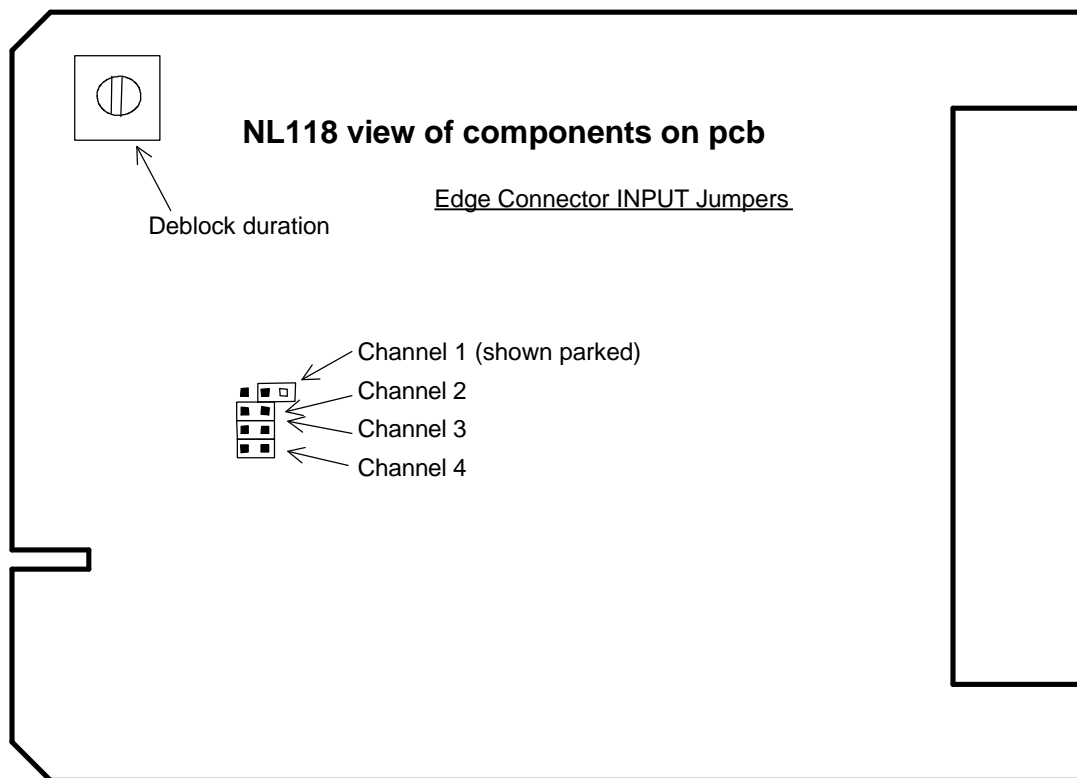 NL118 view of components on pcb
Edge Connector INPUT Jumpers
Deblock duration
Channel 1 (shown parked)
Channel 2
Channel 3
Channel 4